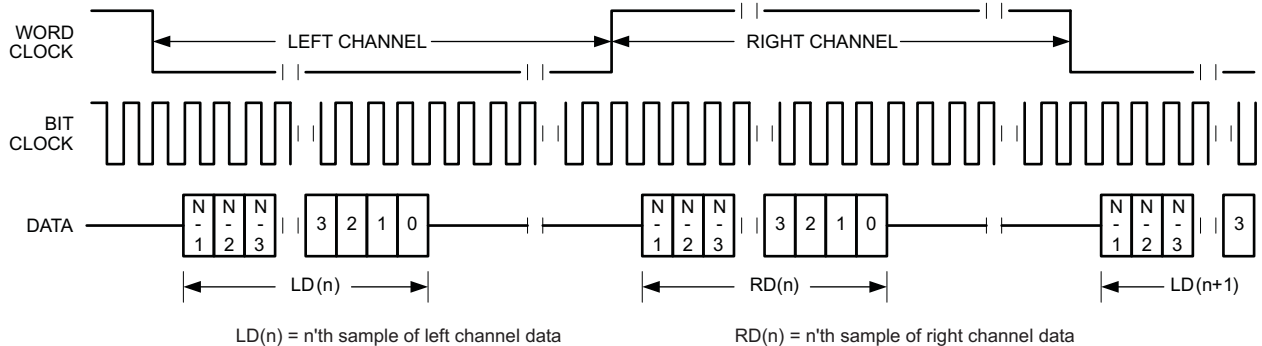 WORD
CLOCK
LEFT CHANNEL
RIGHT CHANNEL
BIT
CLOCK
DATA
N-1 N-2 N-3 3 2 1 0 N-1 N-2 N-3 3 2 1 0 N-1 N-2 N-3 3
LD(n) RD(n) LD(n+1)
LD(n) = n'th sample of left channel data
RD(n) = n'th sample of right channel data